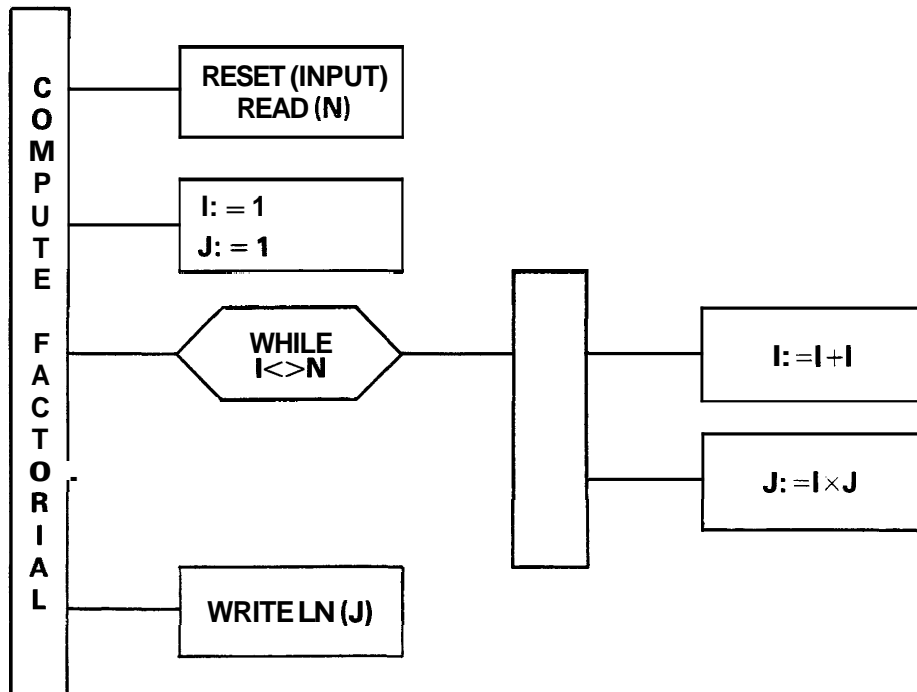 COMPUTE FACTORIAL
RESET (INPUT)
READ (N)
I: = 1
J: = 1
WHILE
I<>N
I: =I+I
J: =I×J
WRITE LN (J)